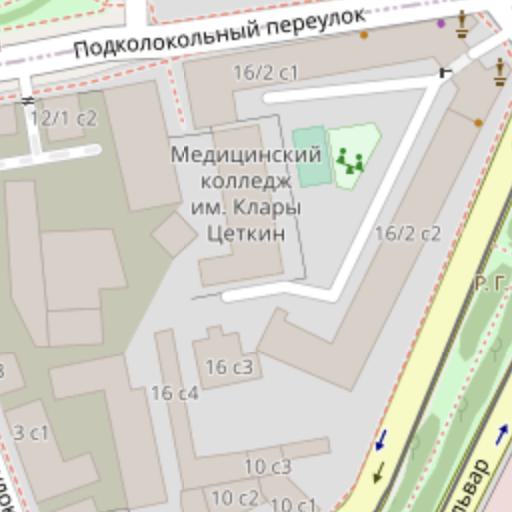 Подколокольный переулок
16/2 с1
12/1 с2
Медицинский
колледж
им. Клары
Цеткин
16/2 с2
Р. Г.
16 с3
16 с4
3 с1
10 с3
10 с2
10 с1